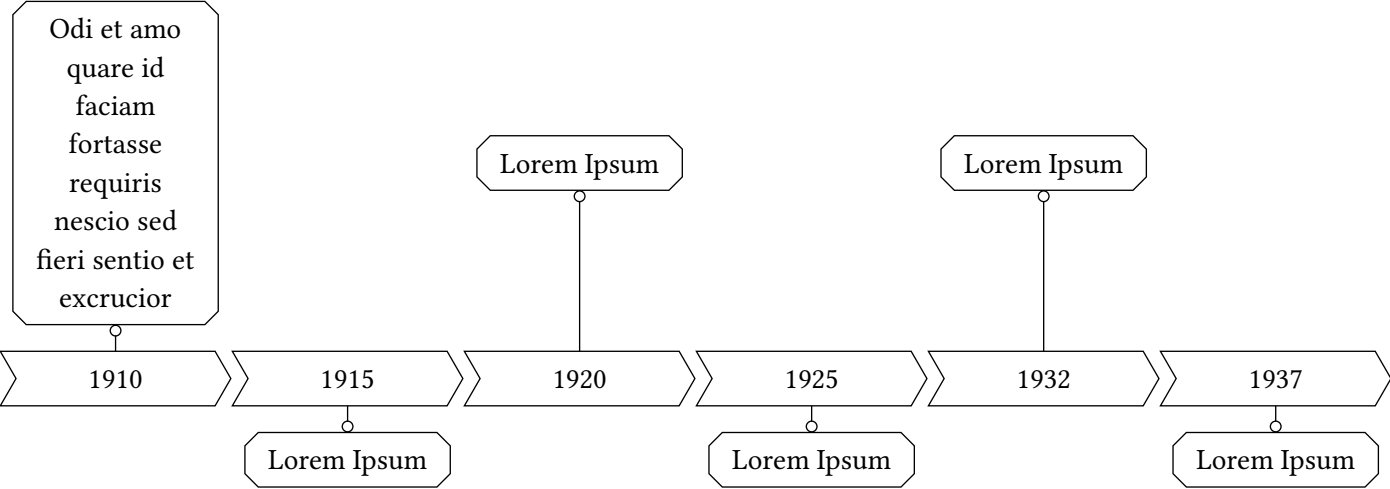 Odi et amo
quare id
faciam
fortasse
requiris
nescio sed
fieri sentio et
excrucior
Lorem Ipsum
Lorem Ipsum
1910
1915
1920
1925
1932
1937
Lorem Ipsum
Lorem Ipsum
Lorem Ipsum